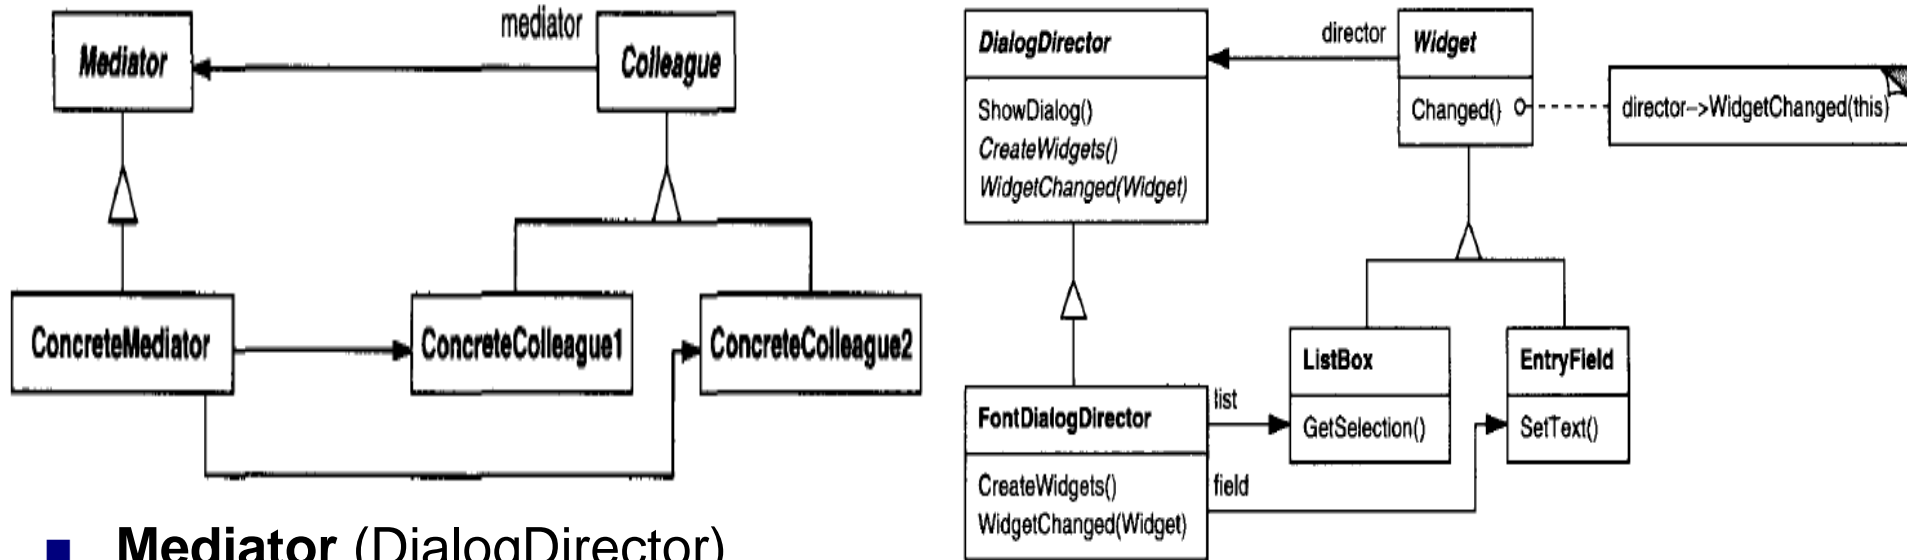 mediator
Mediator
Colleague
ConcreteMediator
ConcreteColleague1
ConcreteColleague2
DialogDirector
ShowDialog()
CreateWidgets()
WidgetChanged(Widget)
director
Widget
Changed()
director->WidgetChanged(this)
ListBox
GetSelection()
EntryField
SetText()
FontDialogDirector
CreateWidgets()
WidgetChanged(Widget)
list
field
Mediator (DialogDirector)